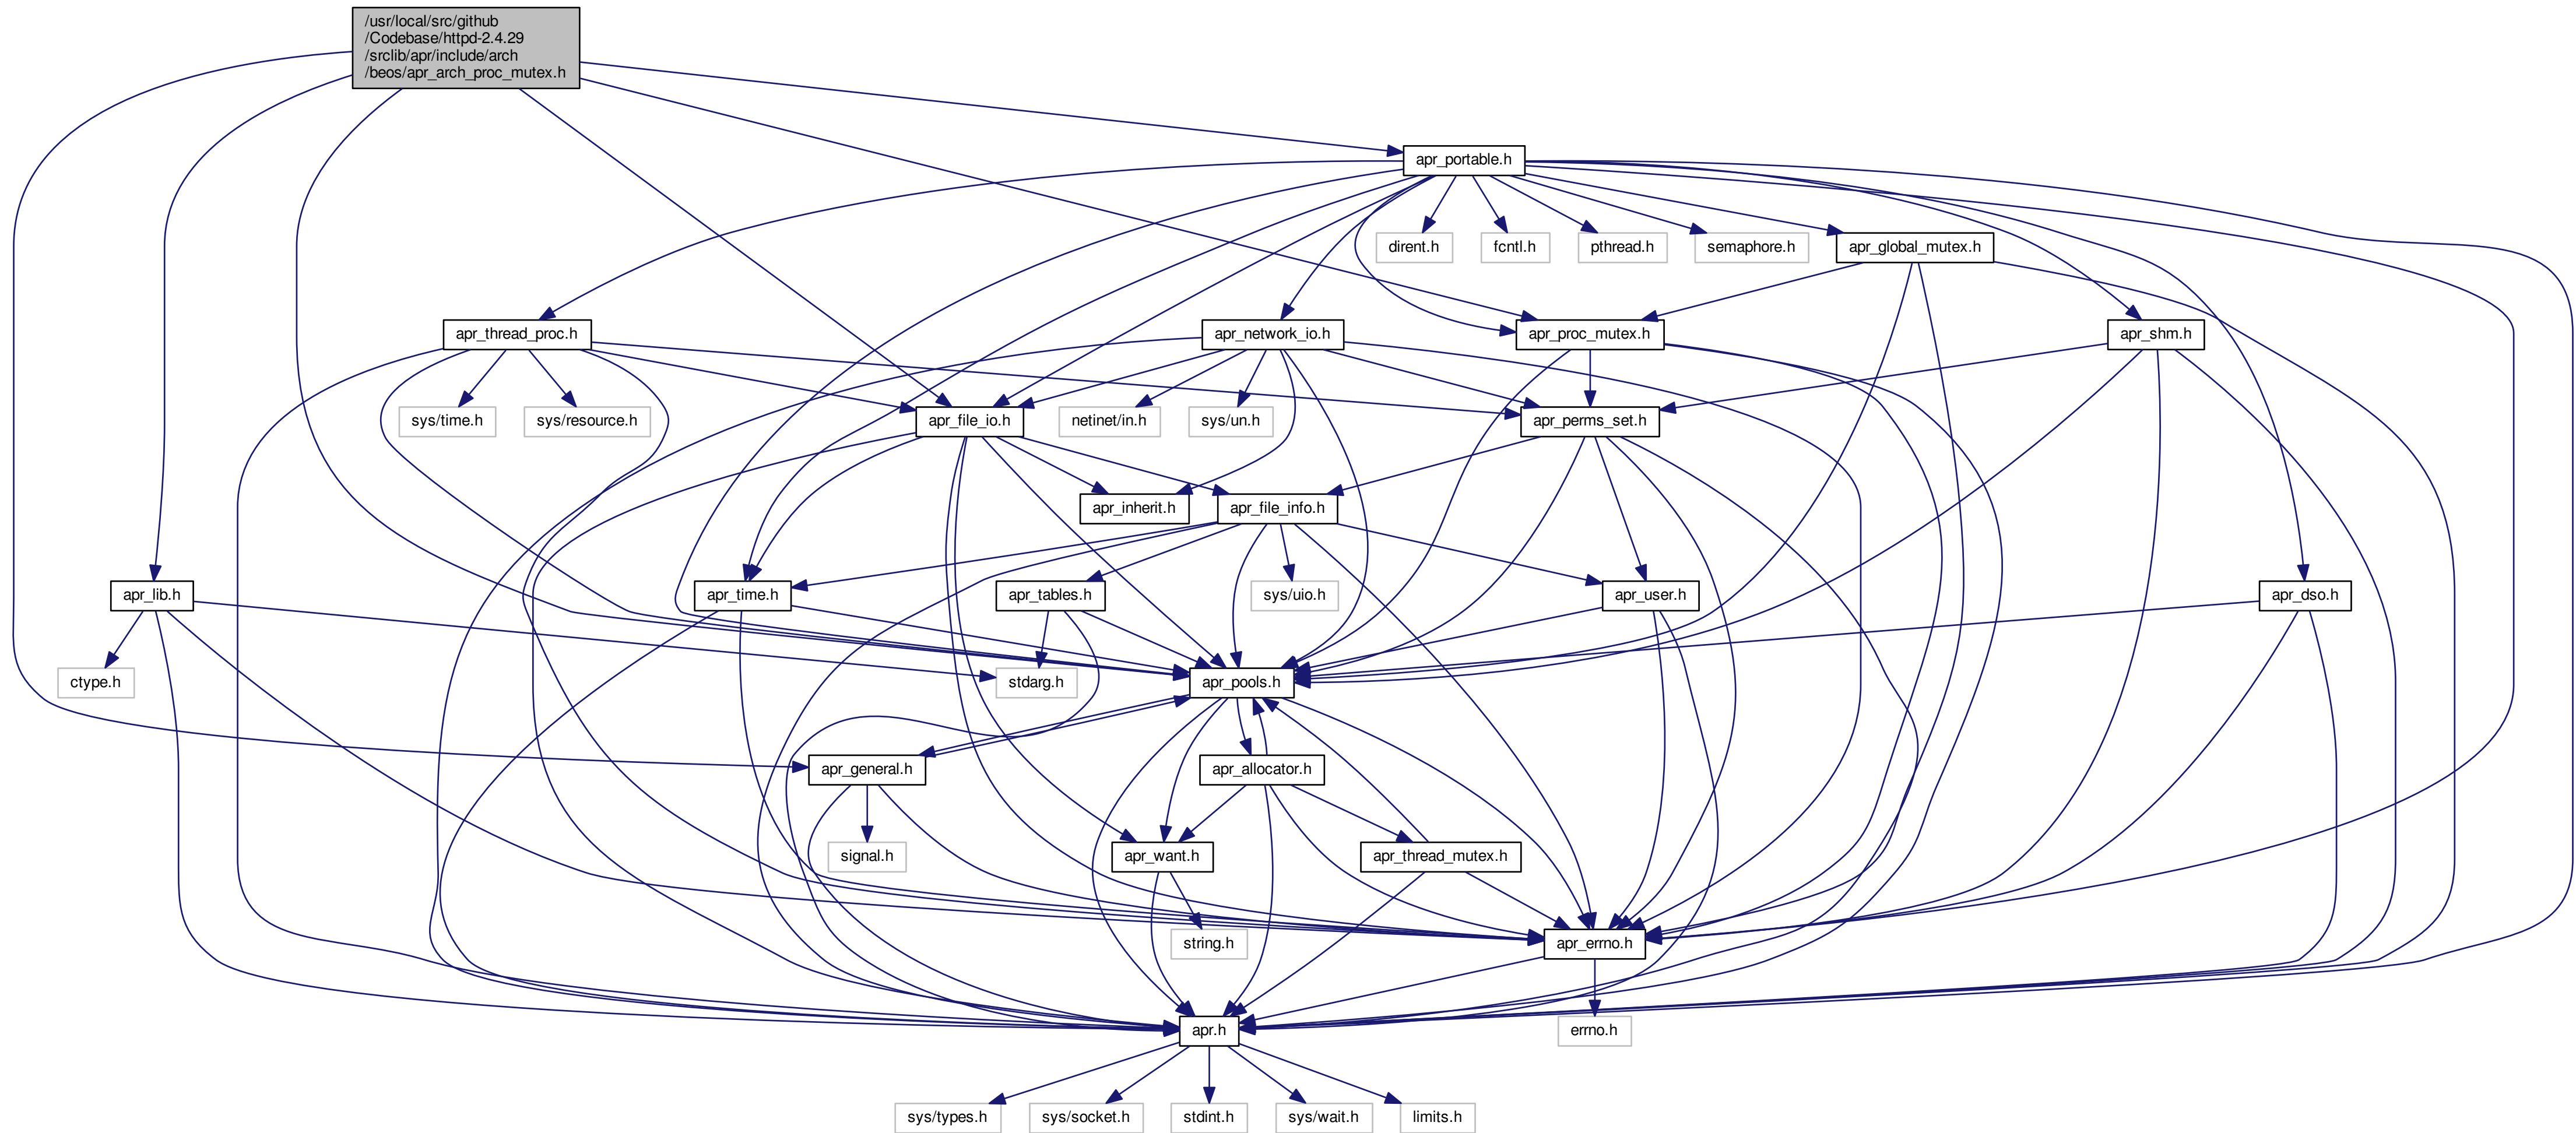 /usr/local/src/github
/Codebase/httpd-2.4.29
/srclib/apr/include/arch
/beos/apr_arch_proc_mutex.h
apr_portable.h
dirent.h
fcntl.h
pthread.h
semaphore.h
apr_global_mutex.h
apr_thread_proc.h
apr_network_io.h
apr_proc_mutex.h
apr_shm.h
sys/time.h
sys/resource.h
apr_file_io.h
netinet/in.h
sys/un.h
apr_perms_set.h
apr_inherit.h
apr_file_info.h
apr_lib.h
apr_time.h
apr_tables.h
sys/uio.h
apr_user.h
apr_dso.h
ctype.h
stdarg.h
apr_pools.h
apr_general.h
apr_allocator.h
signal.h
apr_want.h
apr_thread_mutex.h
string.h
apr_errno.h
apr.h
errno.h
sys/types.h
sys/socket.h
stdint.h
sys/wait.h
limits.h